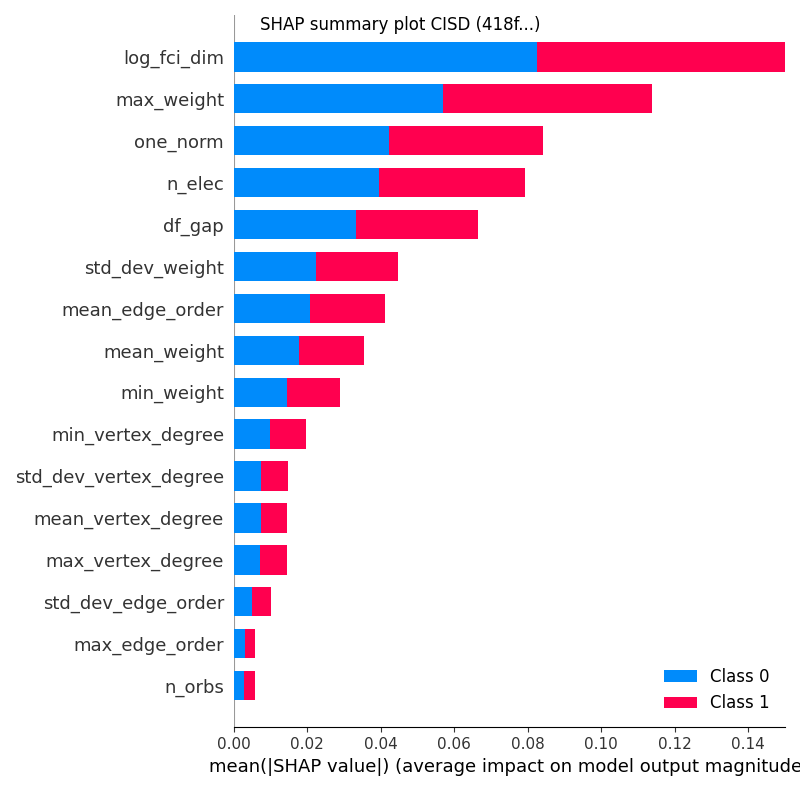 SHAP summary plot CISD (418f...)
log_fci_dim
max_weight
one_norm
n_elec
df_gap
std_dev_weight
mean_edge_order
mean_weight
min_weight
min_vertex_degree
std_dev_vertex_degree
mean_vertex_degree
max_vertex_degree
std_dev_edge_order
max_edge_order
n_orbs
Class 0
Class 1
0.00 0.02 0.04 0.06 0.08 0.10 0.12 0.14
mean(|SHAP value|) (average impact on model output magnitude